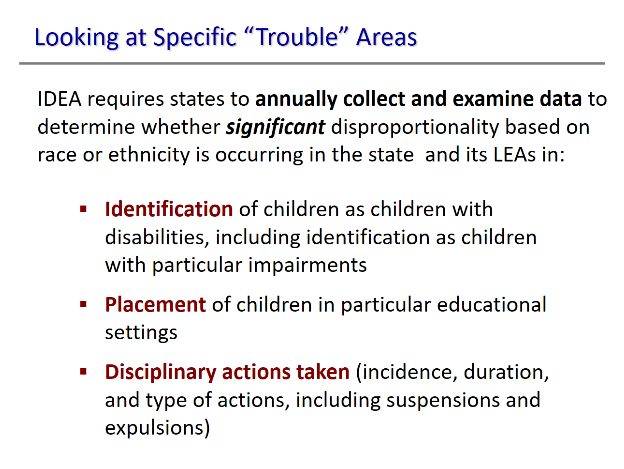 Looking at Specific “Trouble” Areas
IDEA requires states to annually collect and examine data to
determine whether significant disproportionality based on
race or ethnicity is occurring in the state  and its LEAs in:
▪ Identification of children as children with
disabilities, including identification as children
with particular impairments
▪ Placement of children in particular educational
settings
▪ Disciplinary actions taken (incidence, duration,
and type of actions, including suspensions and
expulsions)